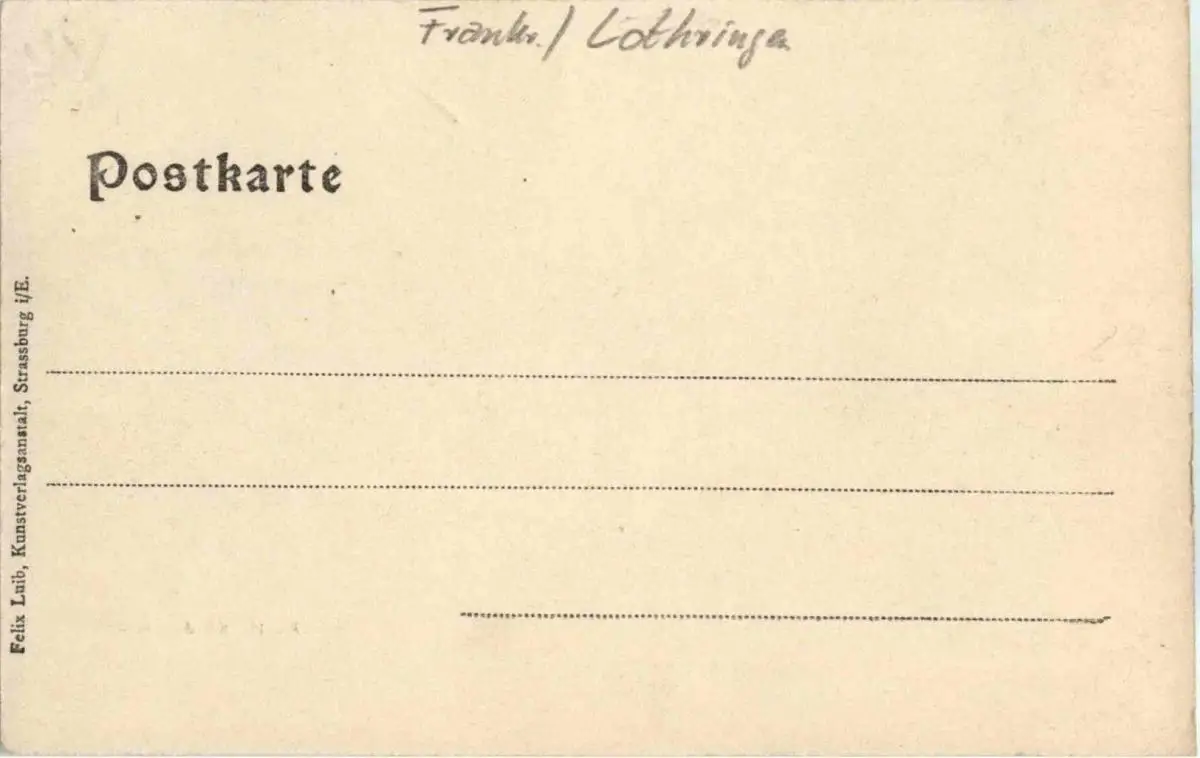 Frankr./ Lothringen
Postkarte
Felix Luib, Kunstverlagsanstalt, Strassburg i/E.